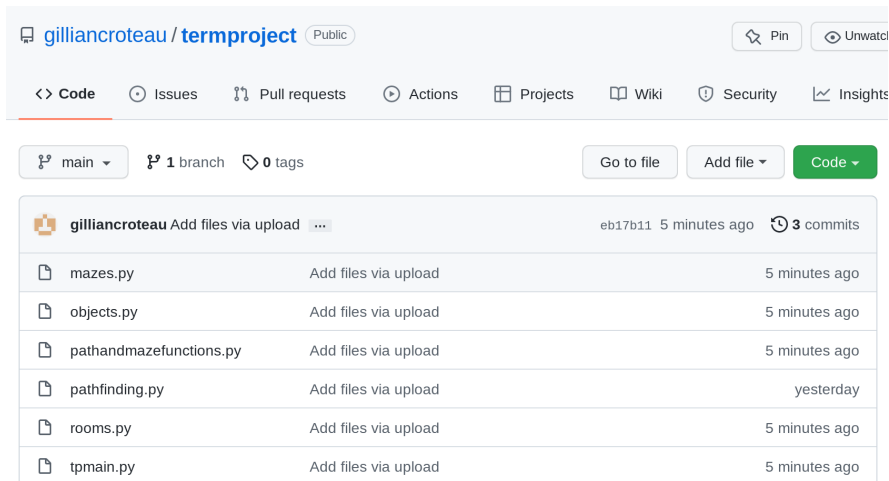 gilliancroteau / termproject Public Pin Unwatch
Code Issues Pull requests Actions Projects Wiki Security Insights
main 1 branch 0 tags Go to file Add file Code
gilliancroteau Add files via upload ... eb17b11 5 minutes ago 3 commits
mazes.py Add files via upload 5 minutes ago
objects.py Add files via upload 5 minutes ago
pathandmazefunctions.py Add files via upload 5 minutes ago
pathfinding.py Add files via upload yesterday
rooms.py Add files via upload 5 minutes ago
tpmain.py Add files via upload 5 minutes ago